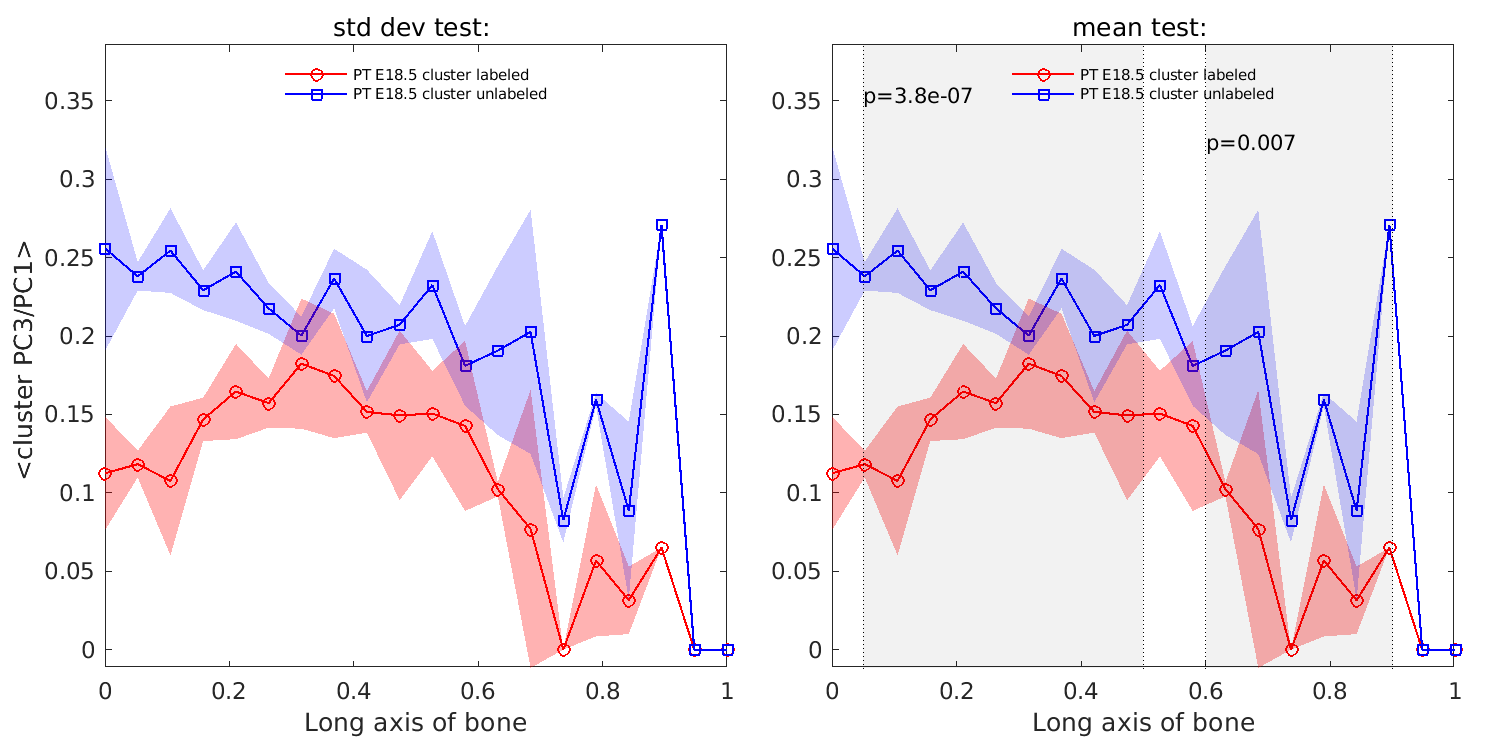 std dev test:
PT E18.5 cluster labeled
PT E18.5 cluster unlabeled
<cluster PC3/PC1>
0.35
0.3
0.25
0.2
0.15
0.1
0.05
0
0 0.2 0.4 0.6 0.8 1
Long axis of bone
mean test:
PT E18.5 cluster labeled
PT E18.5 cluster unlabeled
p=3.8e-07
p=0.007
0.35
0.3
0.25
0.2
0.15
0.1
0.05
0
0 0.2 0.4 0.6 0.8 1
Long axis of bone